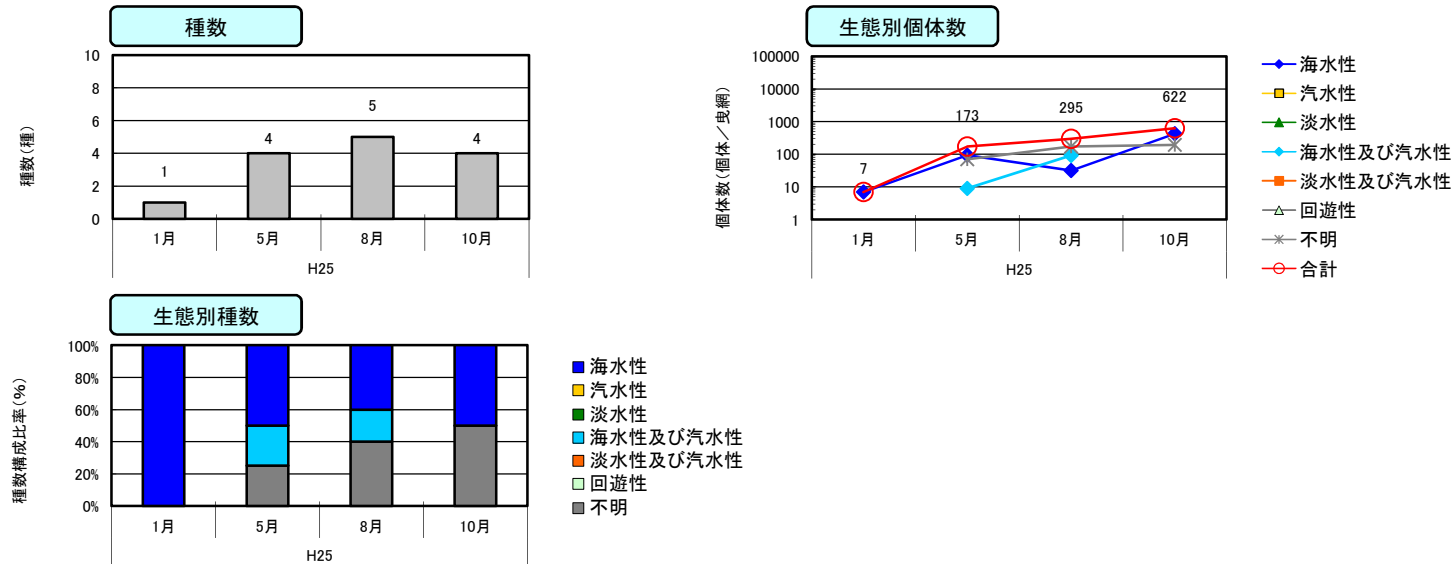 種数
種数(種)
10
8
6
4
2
0
1
4
5
4
1月
5月
8月
10月
H25
生態別個体数
個体数(個体/曳網)
100000
10000
1000
100
10
1
7
173
295
622
1月
5月
8月
10月
H25
海水性
汽水性
淡水性
海水性及び汽水性
淡水性及び汽水性
回遊性
不明
合計
生態別種数
種数構成比率(%)
100%
80%
60%
40%
20%
0%
1月
5月
8月
10月
H25
海水性
汽水性
淡水性
海水性及び汽水性
淡水性及び汽水性
回遊性
不明